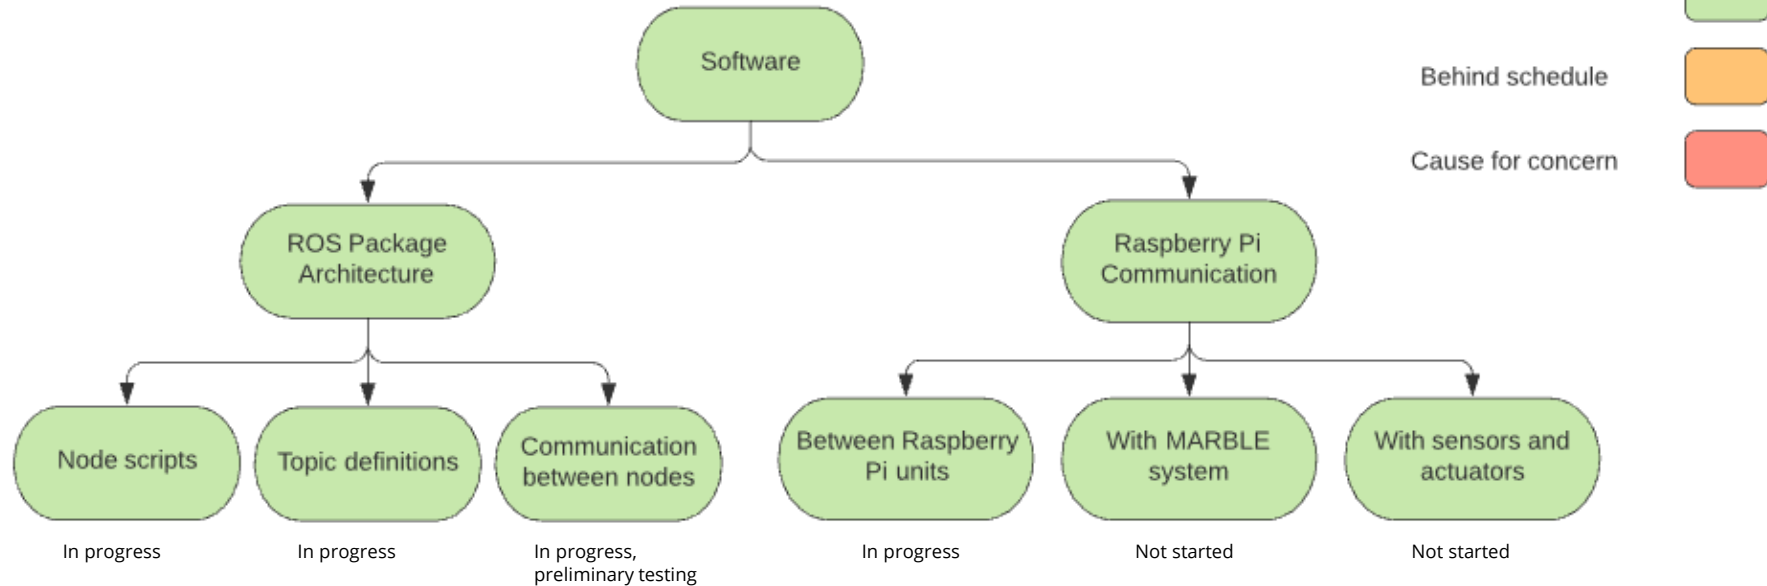 Software
Behind schedule
Cause for concern
ROS Package
Architecture
Raspberry Pi
Communication
Node scripts
Topic definitions
Communication
between nodes
Between Raspberry
Pi units
With MARBLE
system
With sensors and
actuators
In progress
In progress
In progress,
preliminary testing
In progress
Not started
Not started